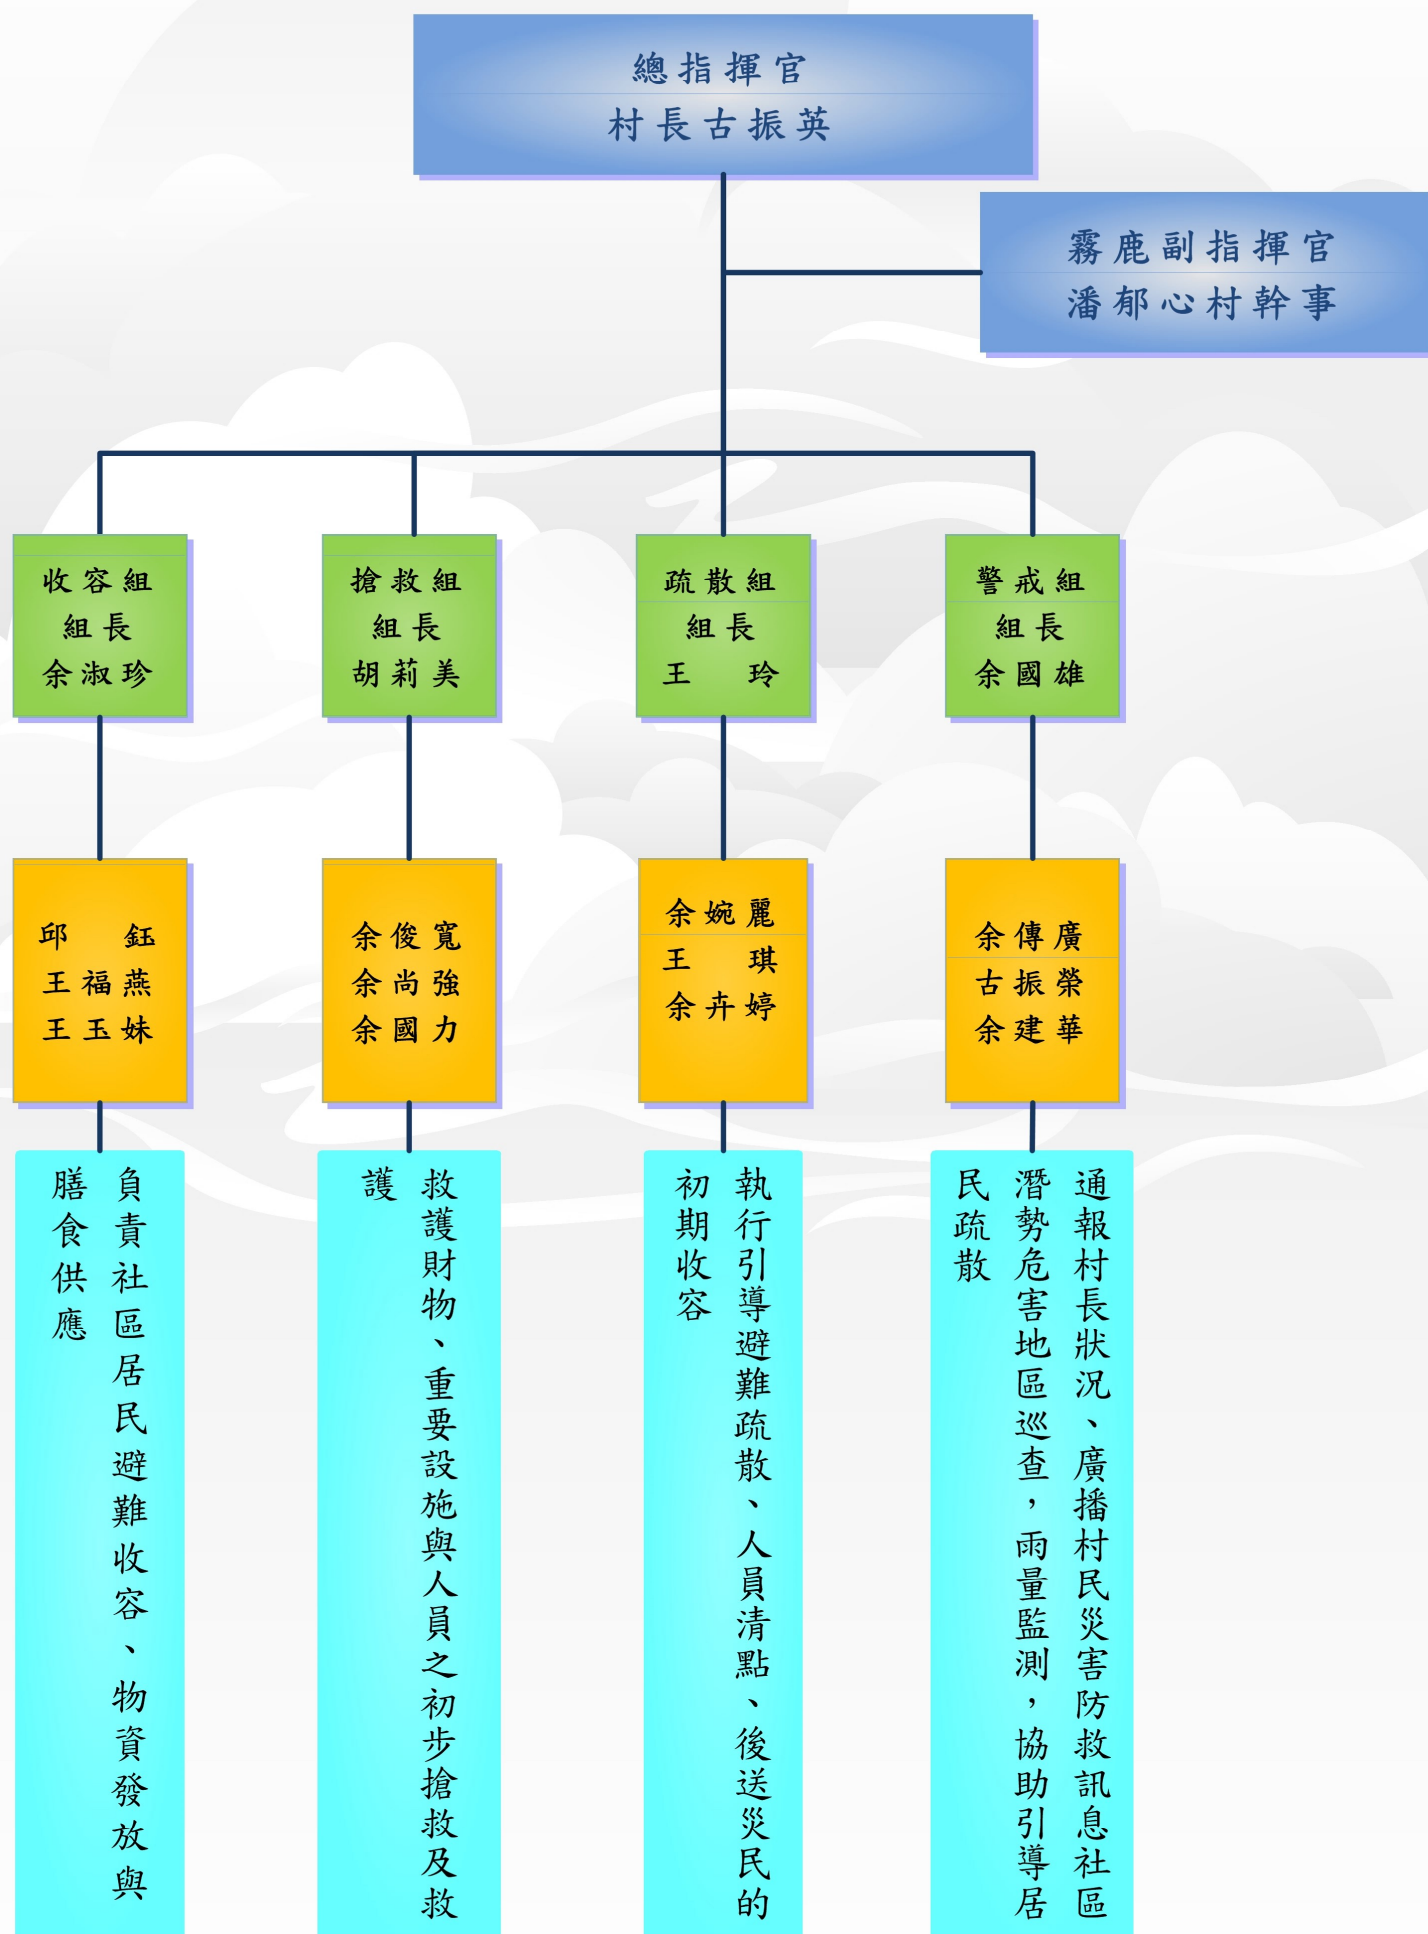 總指揮官
村長古振英
霧鹿副指揮官
潘郁心村幹事
收容組
組長
余淑珍
搶救組
組長
胡莉美
疏散組
組長
王　玲
警戒組
組長
余國雄
邱　鈺
王福燕
王玉妹
余俊寬
余尚強
余國力
余婉麗
王　琪
余卉婷
余傳廣
古振榮
余建華
負責社區居民避難收容、物資發放與
膳食供應
救護財物、重要設施與人員之初步搶救及救
護
執行引導避難疏散、人員清點、後送災民的
初期收容
通報村長狀況、廣播村民災害防救訊息社區
潛勢危害地區巡查，雨量監測，協助引導居
民疏散